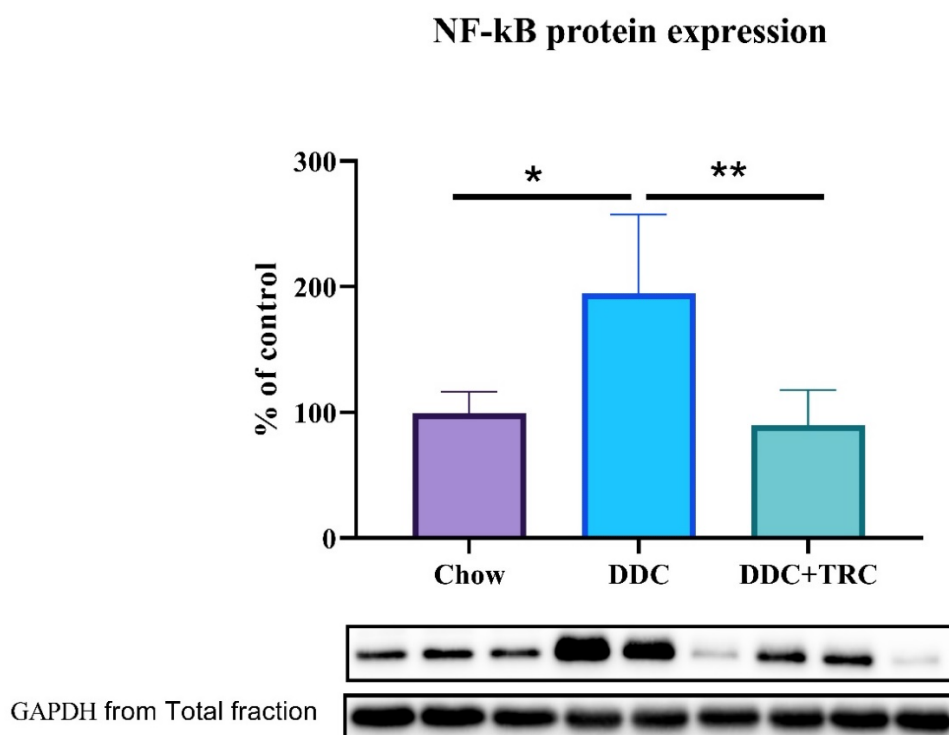 NF-kB protein expression
300
*
**
200
% of control
100
0
Chow DDC DDC+TRC
GAPDH from Total fraction